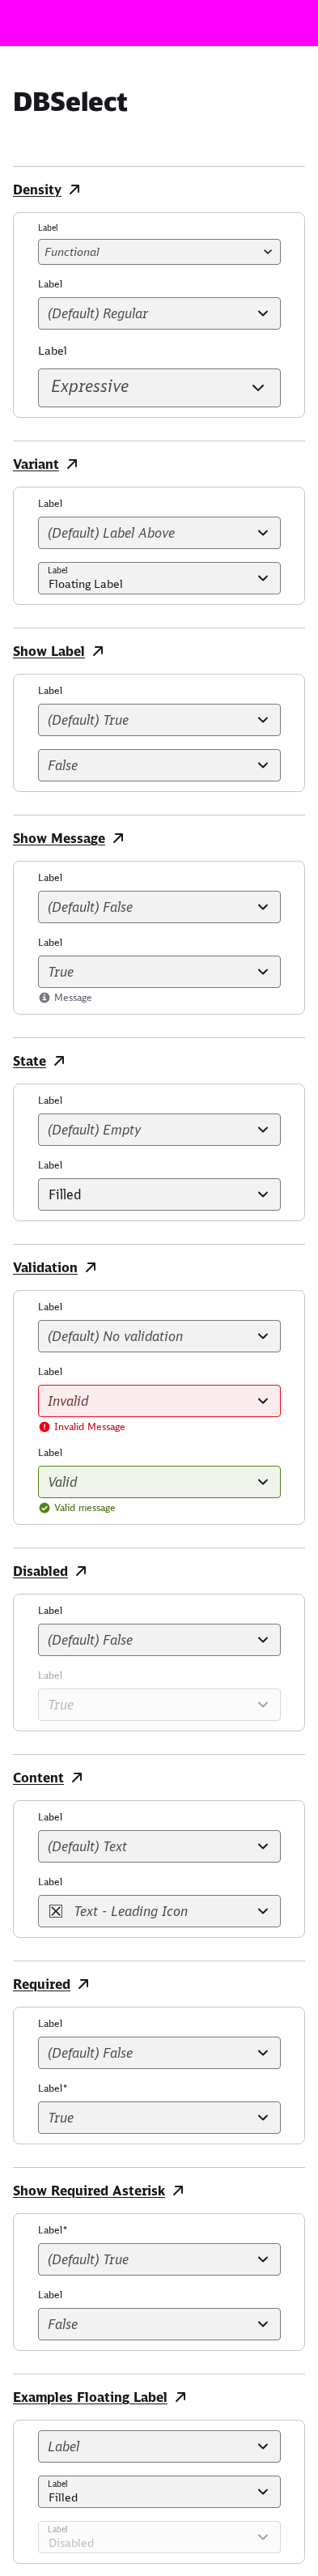 DBSelect
Density
Label
Functional
Label
(Default) Regular
Label
Expressive
Variant
Label
(Default) Label Above
Label
Floating Label
Show Label
Label
(Default) True
False
Show Message
Label
(Default) False
Label
True
Message
State
Label
(Default) Empty
Label
Filled
Validation
Label
(Default) No validation
Label
Invalid
Invalid Message
Label
Valid
Valid message
Disabled
Label
(Default) False
Label
True
Content
Label
(Default) Text
Label
Text - Leading Icon
Required
Label
(Default) False
Label*
True
Show Required Asterisk
Label*
(Default) True
Label
False
Examples Floating Label
Label
Label
Filled
Label
Disabled